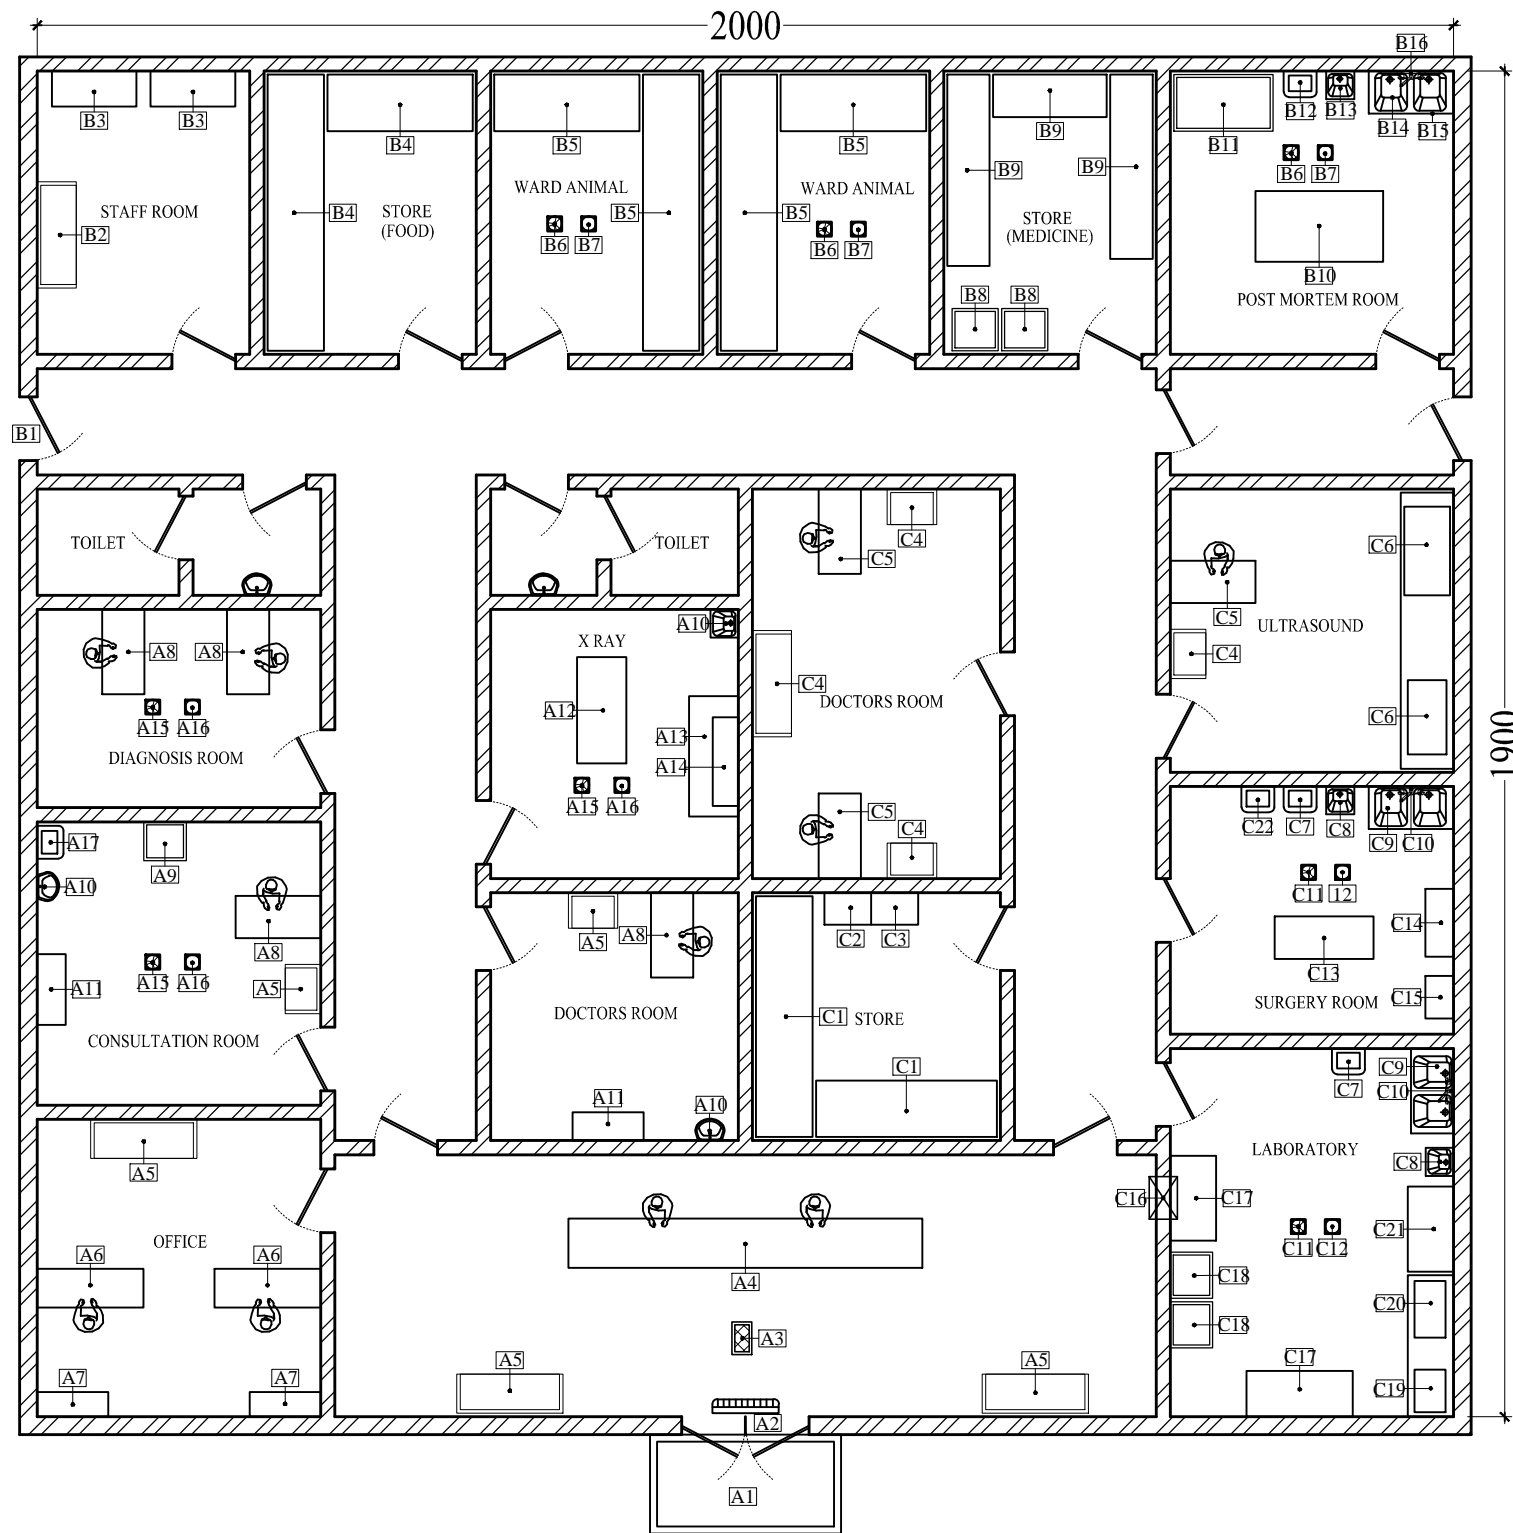 2000
B16
B3
B3
B4
B5
B5
B9
B11
B12
B13
B14
B15
B6
B7
B9
B9
WARD ANIMAL
WARD ANIMAL
STAFF ROOM
B4
STORE
(FOOD)
B5
B5
STORE
(MEDICINE)
B2
B6
B7
B6
B7
B10
B8
B8
POST MORTEM ROOM
B1
TOILET
TOILET
C4
C5
C6
C5
ULTRASOUND
A10
X RAY
A8
A8
C4
C4
DOCTORS ROOM
A12
A13
A14
C6
1900
A15
A16
DIAGNOSIS ROOM
A15
A16
C5
C4
C22
C7
C8
C9
C10
A17
A9
A10
C11
12
A8
A5
A8
C2
C3
C14
C13
A15
A16
A11
A5
C15
SURGERY ROOM
DOCTORS ROOM
C1
STORE
CONSULTATION ROOM
C1
C7
C9
C10
A11
A10
A5
LABORATORY
C8
C16
C17
OFFICE
C11
C12
C21
A6
A6
A4
C18
C20
C18
A3
A5
A5
C17
C19
A7
A7
A2
A1